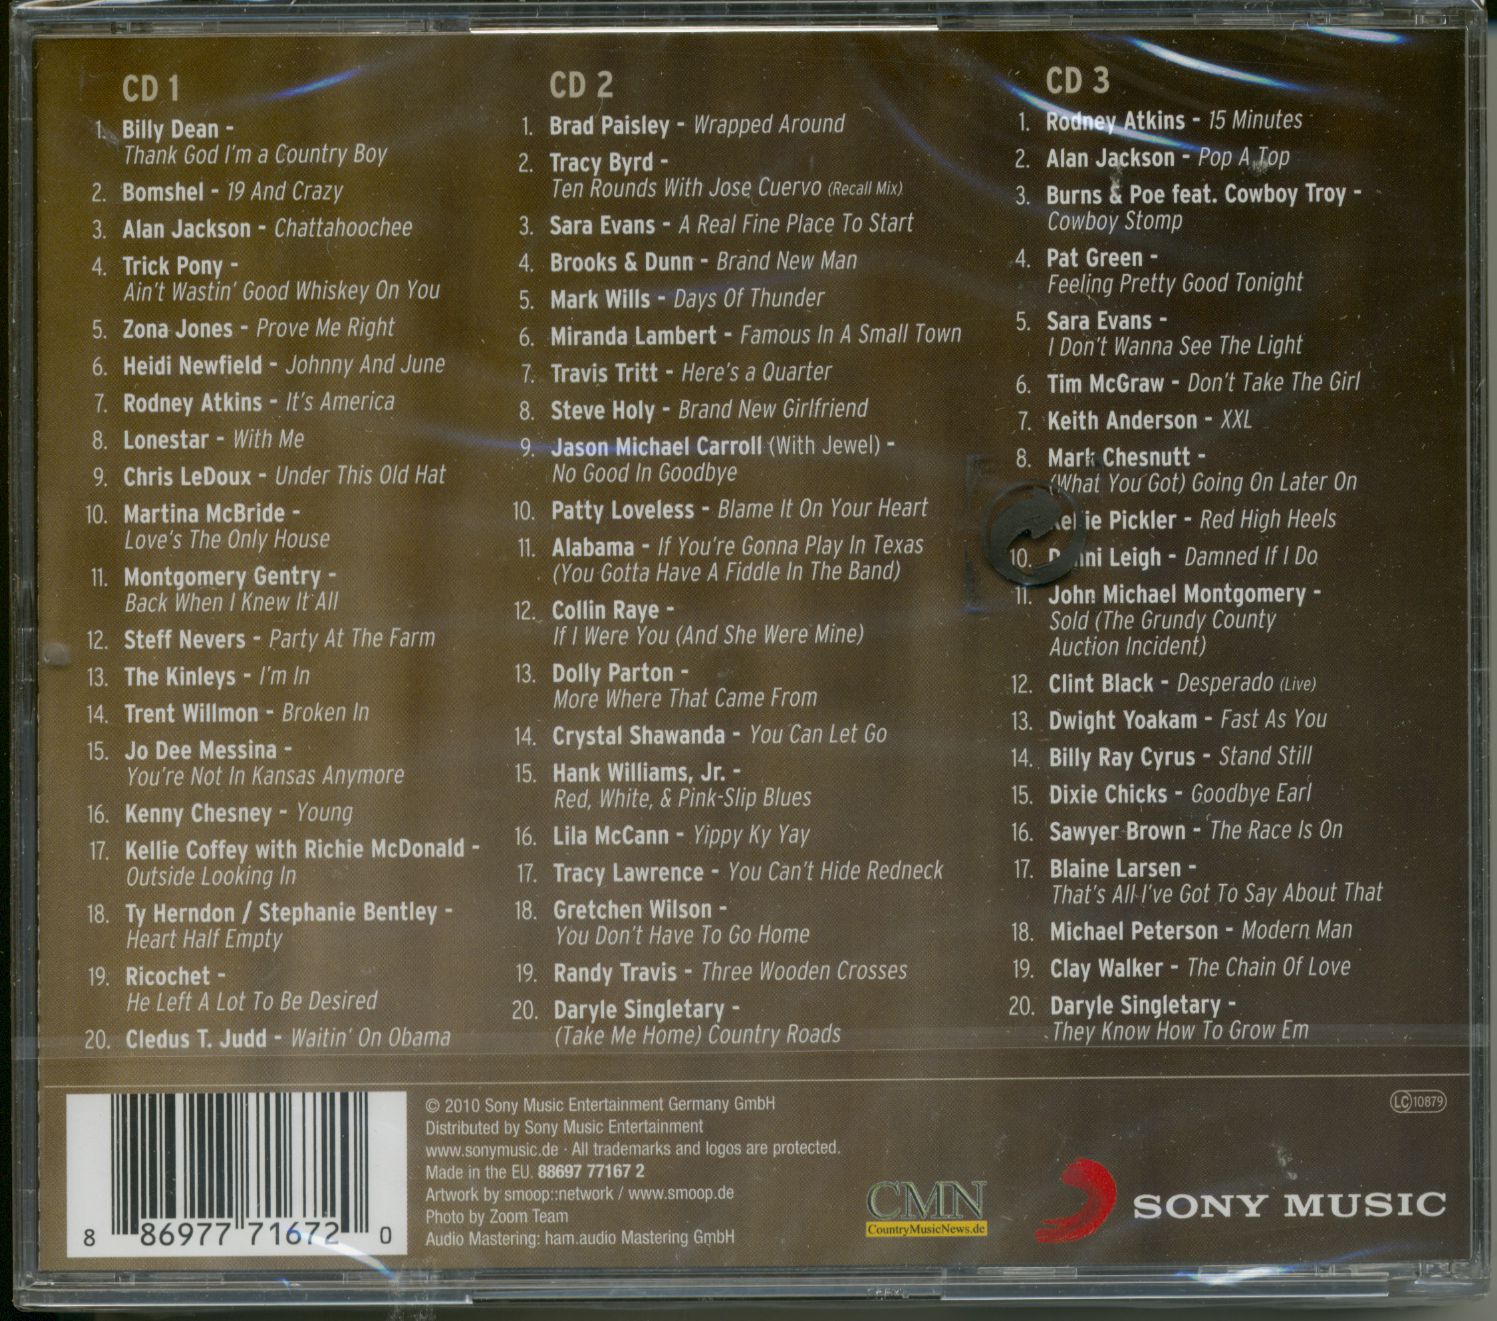 CD 1
1. Billy Dean -
Thank God I'm a Country Boy
2. Bomshel - 19 And Crazy
3. Alan Jackson - Chattahoochee
4. Trick Pony -
Ain't Wastin' Good Whiskey On You
5. Zona Jones - Prove Me Right
6. Heidi Newfield - Johnny And June
7. Rodney Atkins - It's America
8. Lonestar - With Me
9. Chris LeDoux - Under This Old Hat
10. Martina McBride -
Love's The Only House
11. Montgomery Gentry -
Back When I Knew It All
12. Steff Nevers - Party At The Farm
13. The Kinleys - I'm In
14. Trent Willmon - Broken In
15. Jo Dee Messina -
You're Not In Kansas Anymore
16. Kenny Chesney - Young
17. Kellie Coffey with Richie McDonald -
Outside Looking In
18. Ty Herndon / Stephanie Bentley -
Heart Half Empty
19. Ricochet -
He Left A Lot To Be Desired
20. Cledus T. Judd - Waitin' On Obama
CD 2
1. Brad Paisley - Wrapped Around
2. Tracy Byrd -
Ten Rounds With Jose Cuervo (Recall Mix)
3. Sara Evans - A Real Fine Place To Start
4. Brooks & Dunn - Brand New Man
5. Mark Wills - Days Of Thunder
6. Miranda Lambert - Famous In A Small Town
7. Travis Tritt - Here's a Quarter
8. Steve Holy - Brand New Girlfriend
9. Jason Michael Carroll (With Jewel) -
No Good In Goodbye
10. Patty Loveless - Blame It On Your Heart
11. Alabama - If You're Gonna Play In Texas
(You Gotta Have A Fiddle In The Band)
12. Collin Raye -
If I Were You (And She Were Mine)
13. Dolly Parton -
More Where That Came From
14. Crystal Shawanda - You Can Let Go
15. Hank Williams, Jr. -
Red, White, & Pink-Slip Blues
16. Lila McCann - Yippy Ky Yay
17. Tracy Lawrence - You Can't Hide Redneck
18. Gretchen Wilson -
You Don't Have To Go Home
19. Randy Travis - Three Wooden Crosses
20. Daryle Singletary -
(Take Me Home) Country Roads
CD 3
1. Rodney Atkins - 15 Minutes
2. Alan Jackson - Pop A Top
3. Burns & Poe feat. Cowboy Troy -
Cowboy Stomp
4. Pat Green -
Feeling Pretty Good Tonight
5. Sara Evans -
I Don't Wanna See The Light
6. Tim McGraw - Don't Take The Girl
7. Keith Anderson - XXL
8. Mark Chesnutt -
(What You Got) Going On Later On
Pickler - Red High Heels
10. Leigh - Damned If I Do
11. John Michael Montgomery -
Sold (The Grundy County
Auction Incident)
12. Clint Black - Desperado (Live)
13. Dwight Yoakam - Fast As You
14. Billy Ray Cyrus - Stand Still
15. Dixie Chicks - Goodbye Earl
16. Sawyer Brown - The Race Is On
17. Blaine Larsen -
That's All I've Got To Say About That
18. Michael Peterson - Modern Man
19. Clay Walker - The Chain Of Love
20. Daryle Singletary -
They Know How To Grow Em
LC 10879
8 86977 71672 0
© 2010 Sony Music Entertainment Germany GmbH
Distributed by Sony Music Entertainment
www.sonymusic.de · All trademarks and logos are protected.
Made in the EU. 88697 77167 2
Artwork by smoop::network / www.smoop.de
Photo by Zoom Team
Audio Mastering: ham.audio Mastering GmbH
CMN
CountryMusicNews.de
SONY MUSIC